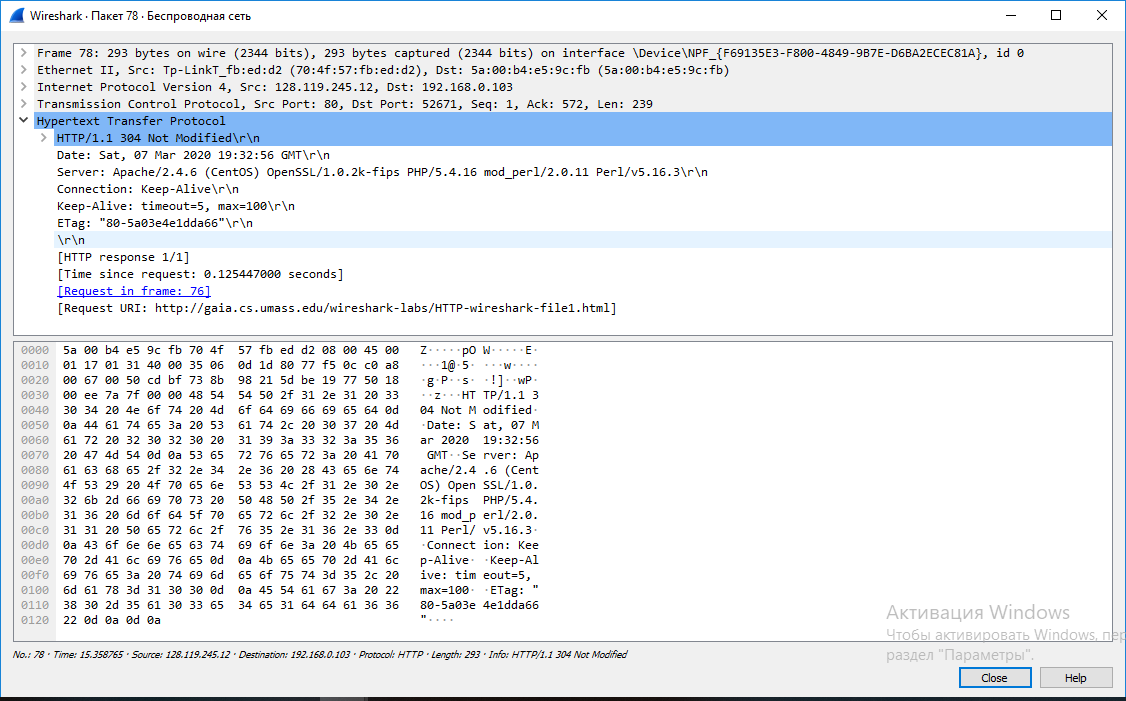 Wireshark · Пакет 78 · Беспроводная сеть
Frame 78: 293 bytes on wire (2344 bits), 293 bytes captured (2344 bits) on interface \Device\NPF_{F69135E3-F800-4849-9B7E-D6BA2ECEC81A}, id 0
Ethernet II, Src: Tp-LinkT_fb:ed:d2 (70:4f:57:fb:ed:d2), Dst: 5a:00:b4:e5:9c:fb (5a:00:b4:e5:9c:fb)
Internet Protocol Version 4, Src: 128.119.245.12, Dst: 192.168.0.103
Transmission Control Protocol, Src Port: 80, Dst Port: 52671, Seq: 1, Ack: 572, Len: 239
Hypertext Transfer Protocol
HTTP/1.1 304 Not Modified\r\n
Date: Sat, 07 Mar 2020 19:32:56 GMT\r\n
Server: Apache/2.4.6 (CentOS) OpenSSL/1.0.2k-fips PHP/5.4.16 mod_perl/2.0.11 Perl/v5.16.3\r\n
Connection: Keep-Alive\r\n
Keep-Alive: timeout=5, max=100\r\n
ETag: "80-5a03e4e1dda66"\r\n
\r\n
[HTTP response 1/1]
[Time since request: 0.125447000 seconds]
[Request in frame: 76]
[Request URI: http://gaia.cs.umass.edu/wireshark-labs/HTTP-wireshark-file1.html]
0000 5a 00 b4 e5 9c fb 70 4f 57 fb ed d2 08 00 45 00 Z·····pO W·····E·
0010 01 17 01 31 40 00 35 06 0d 1d 80 77 f5 0c c0 a8 ···1@·5· ···w····
0020 00 67 00 50 cd bf 73 8b 98 21 5d be 19 77 50 18 ·g·P··s· ·!]··wP·
0030 00 ee 7a 7f 00 00 48 54 54 50 2f 31 2e 31 20 33 ··z···HT TP/1.1 3
0040 30 34 20 4e 6f 74 20 4d 6f 64 69 66 69 65 64 0d 04 Not M odified·
0050 0a 44 61 74 65 3a 20 53 61 74 2c 20 30 37 20 4d ·Date: S at, 07 M
0060 61 72 20 32 30 32 30 20 31 39 3a 33 32 3a 35 36 ar 2020 19:32:56
0070 20 47 4d 54 0d 0a 53 65 72 76 65 72 3a 20 41 70 GMT··Se rver: Ap
0080 61 63 68 65 2f 32 2e 34 2e 36 20 28 43 65 6e 74 ache/2.4 .6 (Cent
0090 4f 53 29 20 4f 70 65 6e 53 53 4c 2f 31 2e 30 2e OS) Open SSL/1.0.
00a0 32 6b 2d 66 69 70 73 20 50 48 50 2f 35 2e 34 2e 2k-fips PHP/5.4.
00b0 31 36 20 6d 6f 64 5f 70 65 72 6c 2f 32 2e 30 2e 16 mod_p erl/2.0.
00c0 31 31 20 50 65 72 6c 2f 76 35 2e 31 36 2e 33 0d 11 Perl/ v5.16.3·
00d0 0a 43 6f 6e 6e 65 63 74 69 6f 6e 3a 20 4b 65 65 ·Connect ion: Kee
00e0 70 2d 41 6c 69 76 65 0d 0a 4b 65 65 70 2d 41 6c p-Alive· ·Keep-Al
00f0 69 76 65 3a 20 74 69 6d 65 6f 75 74 3d 35 2c 20 ive: tim eout=5,
0100 6d 61 78 3d 31 30 30 0d 0a 45 54 61 67 3a 20 22 max=100· ·ETag: "
0110 38 30 2d 35 61 30 33 65 34 65 31 64 64 61 36 36 80-5a03e 4e1dda66
0120 22 0d 0a 0d 0a "····
Активация Windows
Чтобы активировать Windows, пер
раздел "Параметры".
No.: 78 · Time: 15.358765 · Source: 128.119.245.12 · Destination: 192.168.0.103 · Protocol: HTTP · Length: 293 · Info: HTTP/1.1 304 Not Modified
Close
Help